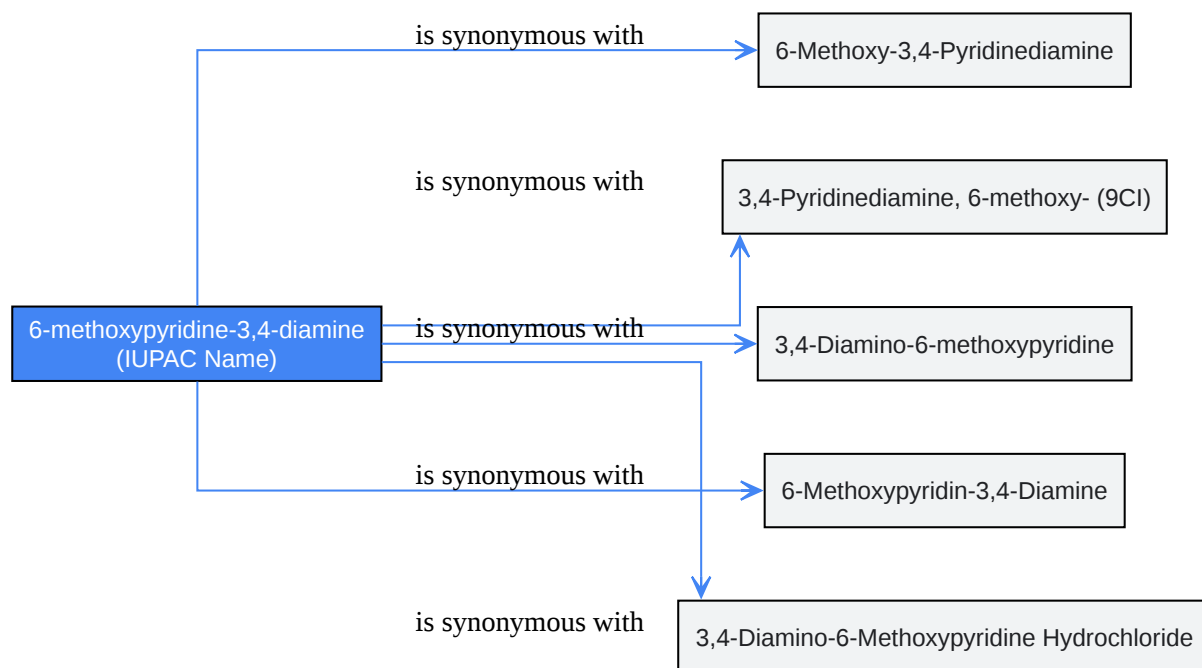 is synonymous with
6-Methoxy-3,4-Pyridinediamine
is synonymous with
3,4-Pyridinediamine, 6-methoxy- (9CI)
6-methoxypyridine-3,4-diamine
(IUPAC Name)
is synonymous with
3,4-Diamino-6-methoxypyridine
is synonymous with
6-Methoxypyridin-3,4-Diamine
is synonymous with
3,4-Diamino-6-Methoxypyridine Hydrochloride